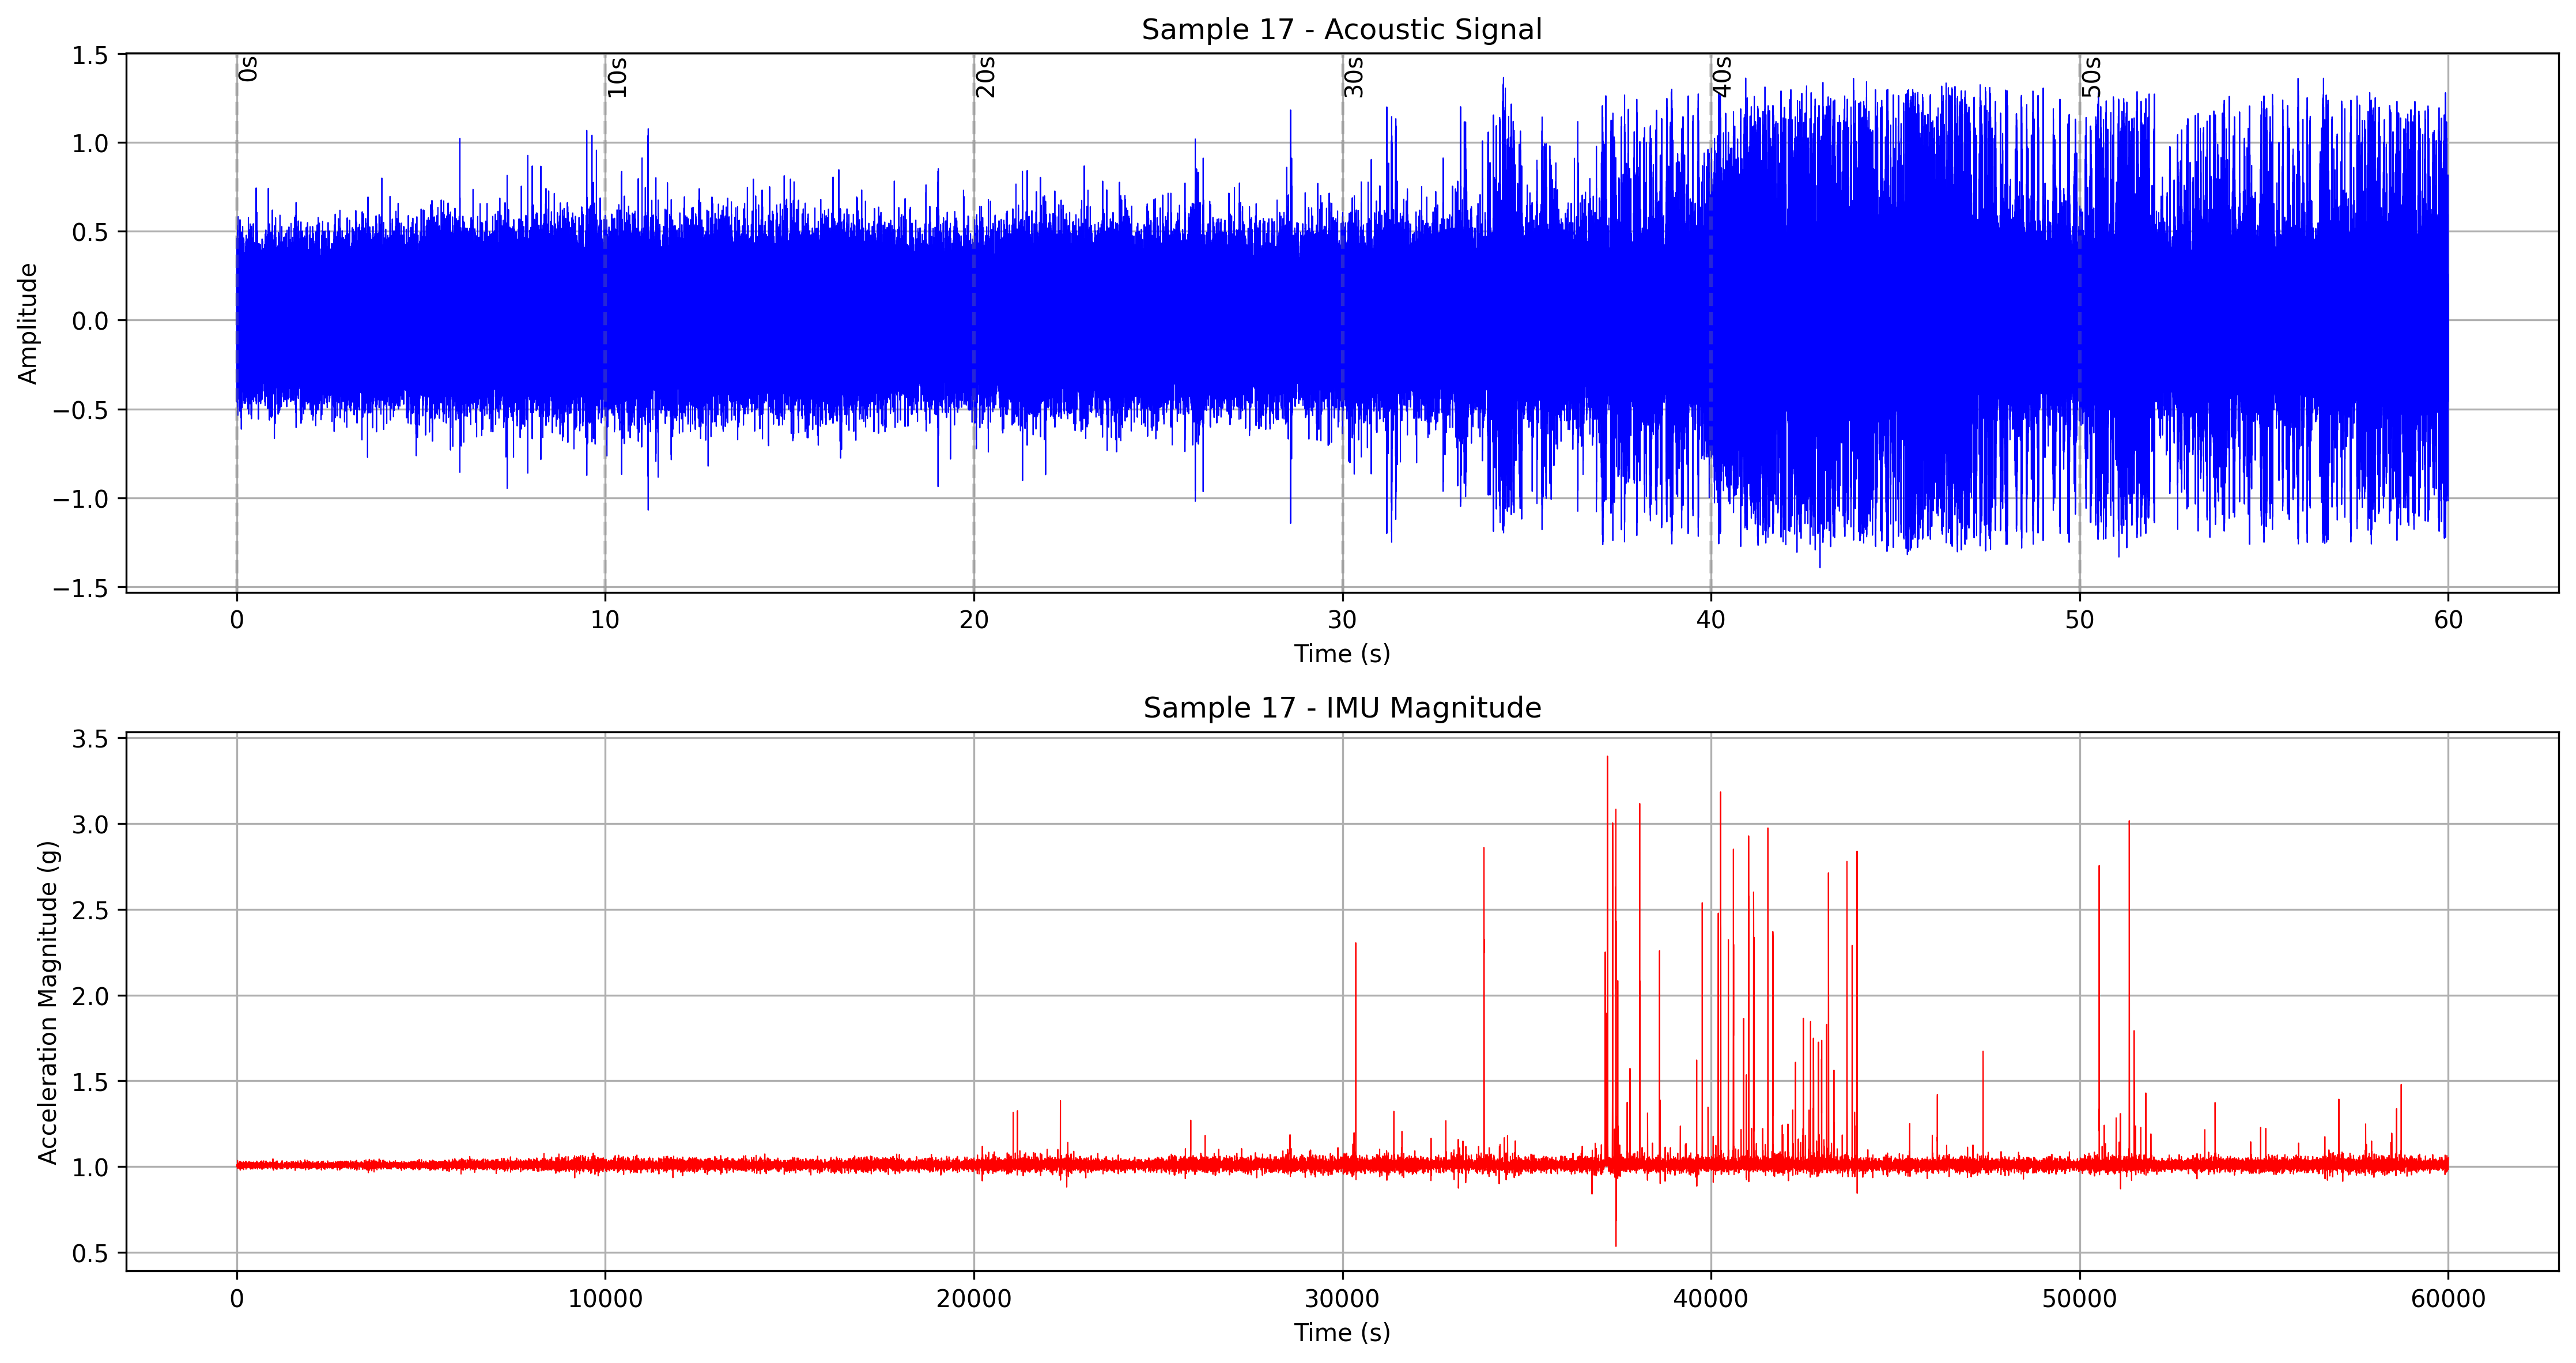 Sample 17 - Acoustic Signal
1.5
1.0
0.5
0.0
−0.5
−1.0
−1.5
Amplitude
0s
10s
20s
30s
40s
50s
0 10 20 30 40 50 60
Time (s)
Sample 17 - IMU Magnitude
3.5
3.0
2.5
2.0
1.5
1.0
0.5
Acceleration Magnitude (g)
0 10000 20000 30000 40000 50000 60000
Time (s)